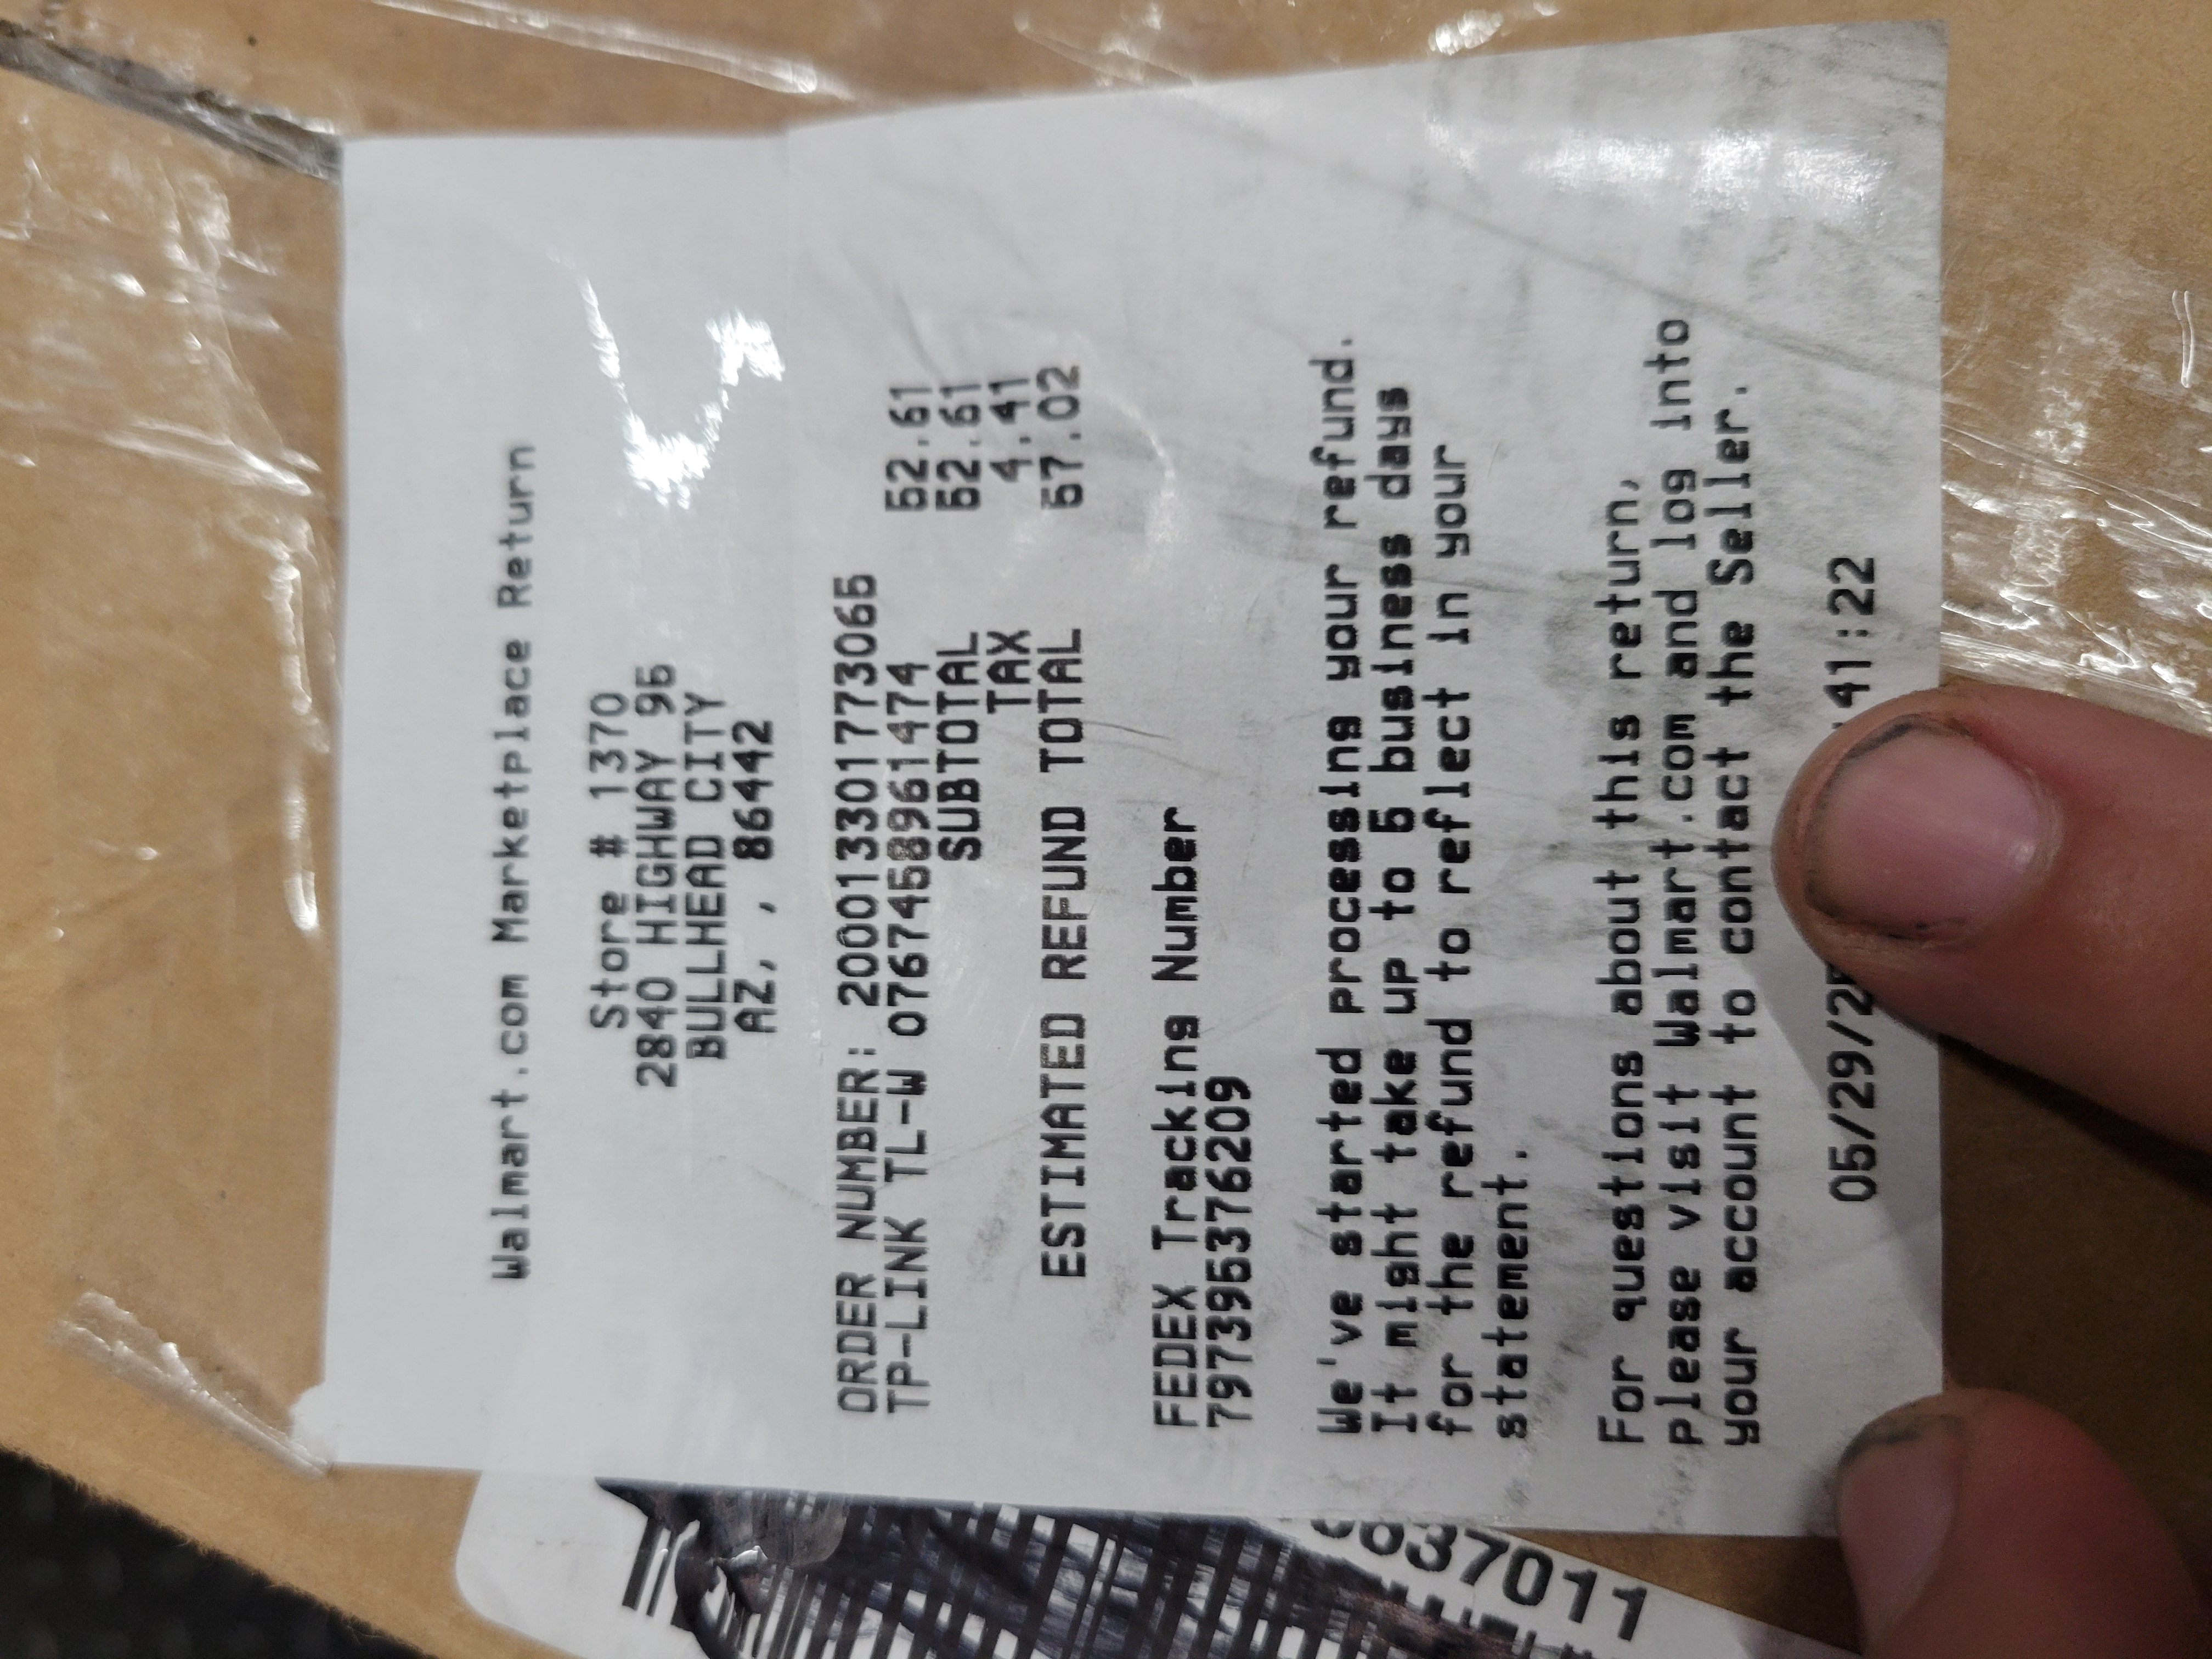 Walmart.com Marketplace Return
Store # 1370
2840 HIGHWAY 95
BULLHEAD CITY
AZ, , 86442
ORDER NUMBER: 200013301773065
TP-LINK TL-W 0767458961474 52.61
SUBTOTAL 52.61
TAX 4.41
ESTIMATED REFUND TOTAL 57.02
FEDEX Tracking Number
797395376209
We've started processing your refund.
It might take up to 5 business days
for the refund to reflect in your
statement.
For questions about this return,
please visit Walmart.com and log into
your account to contact the Seller.
05/29/25 :41:22
37011